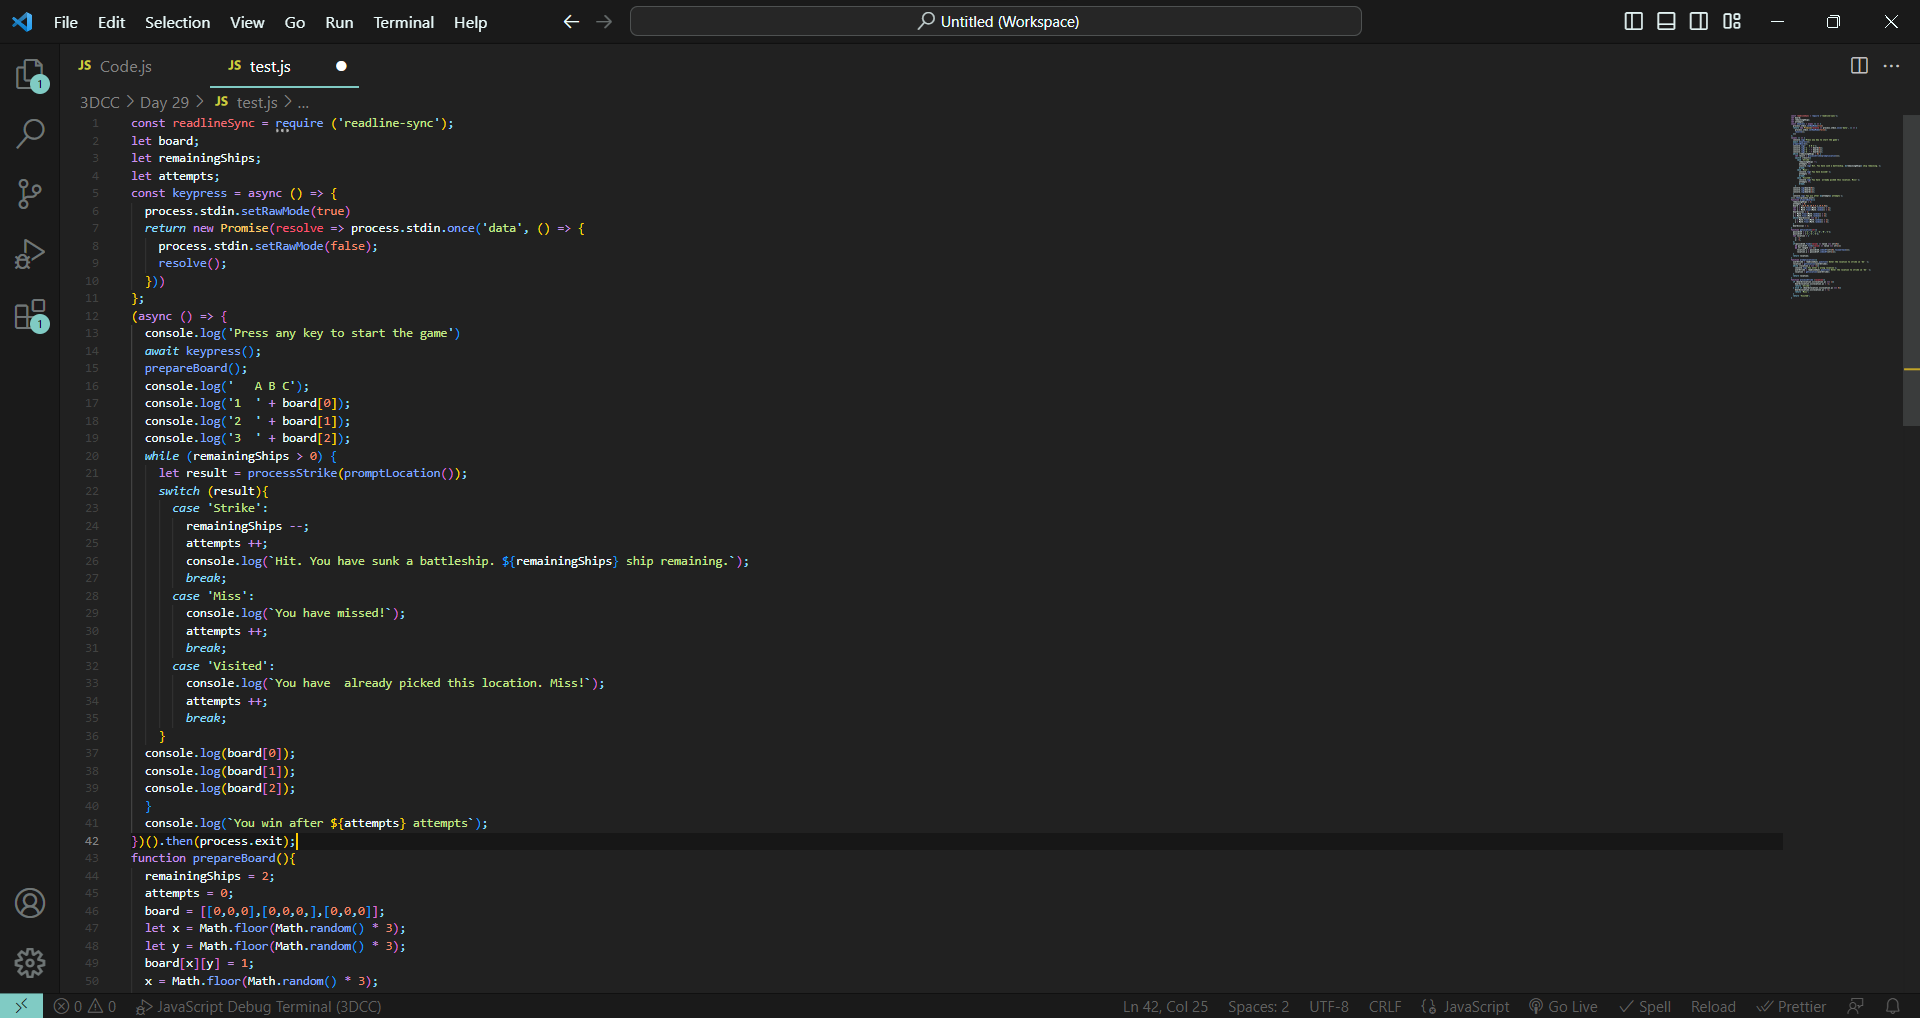 File Edit Selection View Go Run Terminal Help Untitled (Workspace)
JS Code.js JS test.js
3DCC > Day 29 > JS test.js > ...
1 const readlineSync = require ('readline-sync');
2 let board;
3 let remainingShips;
4 let attempts;
5 const keypress = async () => {
6 process.stdin.setRawMode(true)
7 return new Promise(resolve => process.stdin.once('data', () => {
8 process.stdin.setRawMode(false);
9 resolve();
10 }))
11 };
12 (async () => {
13 console.log('Press any key to start the game')
14 await keypress();
15 prepareBoard();
16 console.log('   A B C');
17 console.log('1  ' + board[0]);
18 console.log('2  ' + board[1]);
19 console.log('3  ' + board[2]);
20 while (remainingShips > 0) {
21 let result = processStrike(promptLocation());
22 switch (result){
23 case 'Strike':
24 remainingShips --;
25 attempts ++;
26 console.log(`Hit. You have sunk a battleship. ${remainingShips} ship remaining.`);
27 break;
28 case 'Miss':
29 console.log(`You have missed!`);
30 attempts ++;
31 break;
32 case 'Visited':
33 console.log(`You have  already picked this location. Miss!`);
34 attempts ++;
35 break;
36 }
37 console.log(board[0]);
38 console.log(board[1]);
39 console.log(board[2]);
40 }
41 console.log(`You win after ${attempts} attempts`);
42 })().then(process.exit);
43 function prepareBoard(){
44 remainingShips = 2;
45 attempts = 0;
46 board = [[0,0,0],[0,0,0,],[0,0,0]];
47 let x = Math.floor(Math.random() * 3);
48 let y = Math.floor(Math.random() * 3);
49 board[x][y] = 1;
50 x = Math.floor(Math.random() * 3);
1
1
0 0 JavaScript Debug Terminal (3DCC) Ln 42, Col 25 Spaces: 2 UTF-8 CRLF {} JavaScript Go Live Spell Reload Prettier